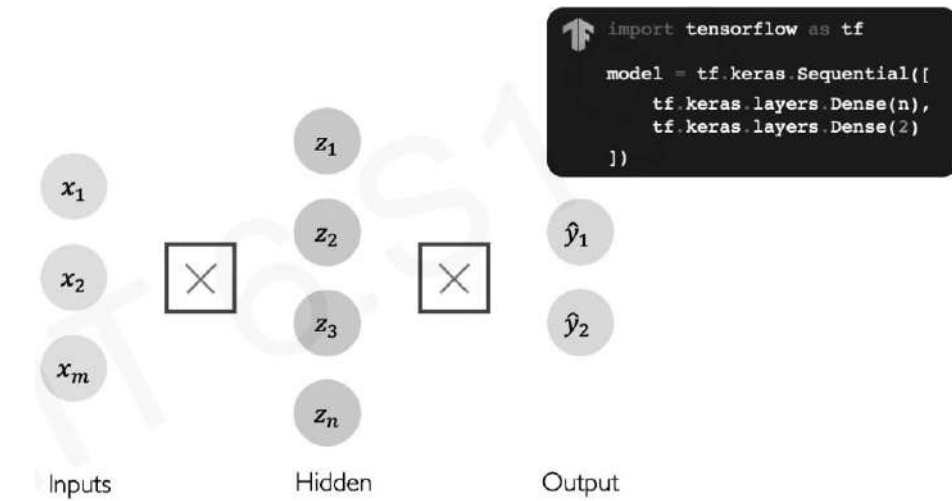 import tensorflow as tf
model = tf.keras.Sequential([
tf.keras.layers.Dense(n),
tf.keras.layers.Dense(2)
])
x₁
x₂
xₘ
z₁
z₂
z₃
zₙ
ŷ₁
ŷ₂
Inputs
Hidden
Output